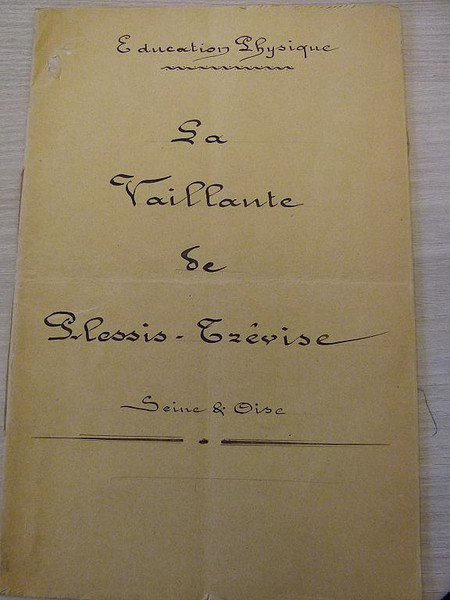 Education Physique
La
Vaillante
de
Plessis-Trévise
Seine & Oise